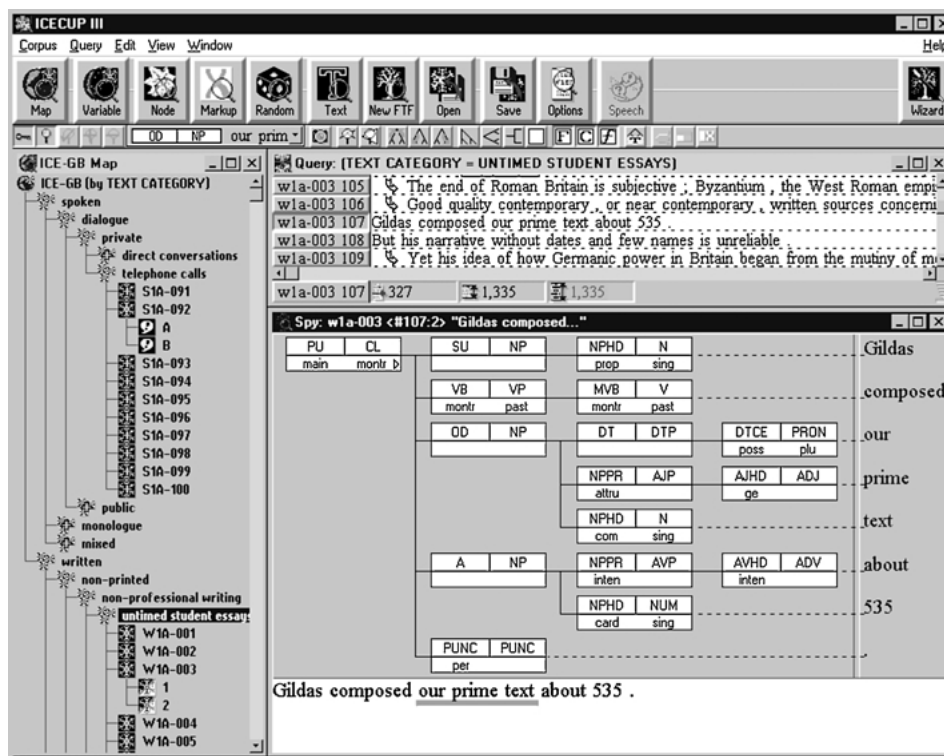 ICECUP III
Corpus Query Edit View Window Help
Map Variable Node Markup Random Text New FTF Open Save Options Speech Wizard
OD NP our prim
ICE-GB Map
ICE-GB (by TEXT CATEGORY)
spoken
dialogue
private
direct conversations
telephone calls
S1A-091
S1A-092
A
B
S1A-093
S1A-094
S1A-095
S1A-096
S1A-097
S1A-098
S1A-099
S1A-100
public
monologue
mixed
written
non-printed
non-professional writing
untimed student essays
W1A-001
W1A-002
W1A-003
1
2
W1A-004
W1A-005
Query: (TEXT CATEGORY = UNTIMED STUDENT ESSAYS)
w1a-003 105 The end of Roman Britain is subjective ; Byzantium , the West Roman empi
w1a-003 106 Good quality contemporary , or near contemporary , written sources concerni
w1a-003 107 Gildas composed our prime text about 535 .
w1a-003 108 But his narrative without dates and few names is unreliable .
w1a-003 109 Yet his idea of how Germanic power in Britain began from the mutiny of m
w1a-003 107 327 1,335 1,335
Spy: w1a-003 <#107:2> "Gildas composed..."
PU CL SU NP NPHD N Gildas
main montr prop sing
VB VP MVB V composed
montr past montr past
OD NP DT DTP DTCE PRON our
poss plu
NPPR AJP AJHD ADJ prime
attru ge
NPHD N text
com sing
A NP NPPR AVP AVHD ADV about
inten inten
NPHD NUM 535
card sing
PUNC PUNC .
per
Gildas composed our prime text about 535 .